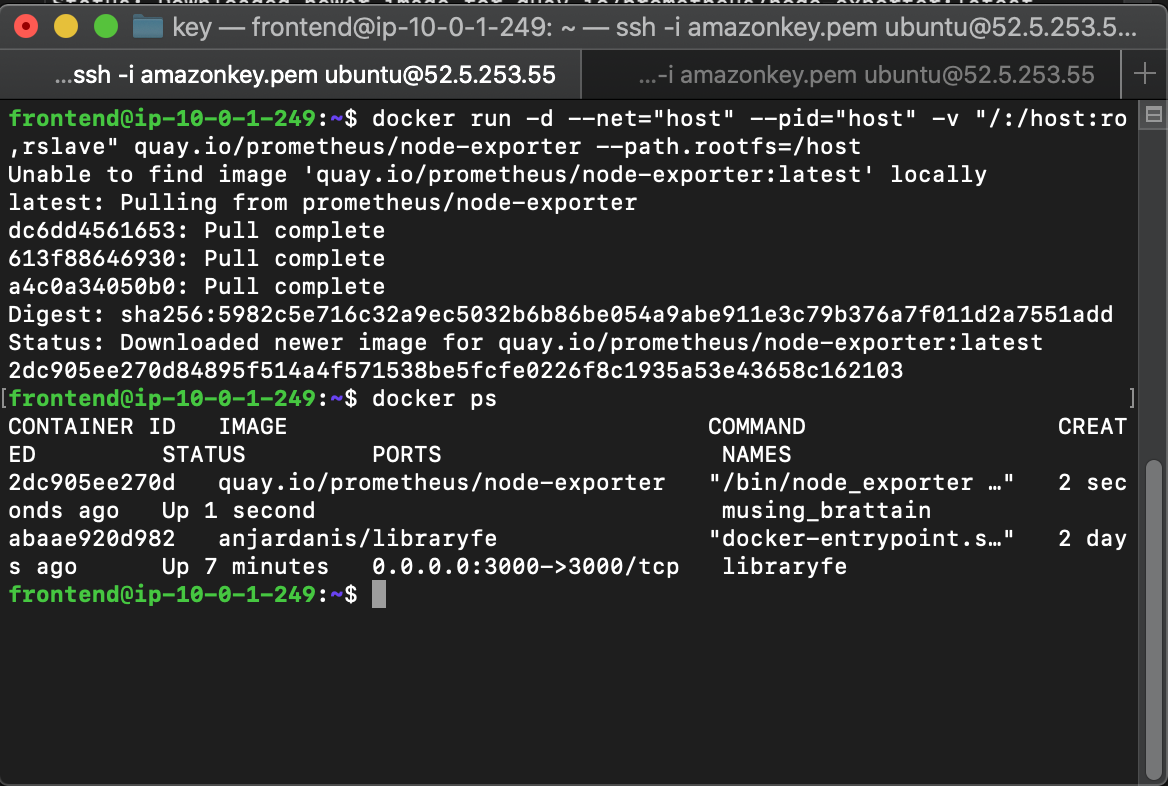 key — frontend@ip-10-0-1-249: ~ — ssh -i amazonkey.pem ubuntu@52.5.253.5...
...ssh -i amazonkey.pem ubuntu@52.5.253.55
...-i amazonkey.pem ubuntu@52.5.253.55
frontend@ip-10-0-1-249:~$ docker run -d --net="host" --pid="host" -v "/:/host:ro
,rslave" quay.io/prometheus/node-exporter --path.rootfs=/host
Unable to find image 'quay.io/prometheus/node-exporter:latest' locally
latest: Pulling from prometheus/node-exporter
dc6dd4561653: Pull complete
613f88646930: Pull complete
a4c0a34050b0: Pull complete
Digest: sha256:5982c5e716c32a9ec5032b6b86be054a9abe911e3c79b376a7f011d2a7551add
Status: Downloaded newer image for quay.io/prometheus/node-exporter:latest
2dc905ee270d84895f514a4f571538be5fcfe0226f8c1935a53e43658c162103
[frontend@ip-10-0-1-249:~$ docker ps ]
CONTAINER ID   IMAGE                              COMMAND                  CREAT
ED         STATUS         PORTS                    NAMES
2dc905ee270d   quay.io/prometheus/node-exporter   "/bin/node_exporter …"   2 sec
onds ago   Up 1 second                             musing_brattain
abaae920d982   anjardanis/libraryfe               "docker-entrypoint.s…"   2 day
s ago      Up 7 minutes   0.0.0.0:3000->3000/tcp   libraryfe
frontend@ip-10-0-1-249:~$